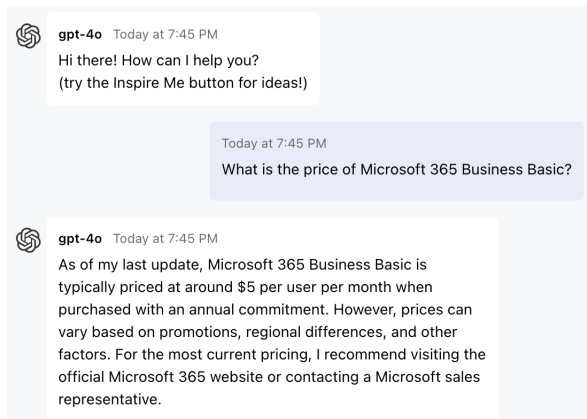 gpt-4o Today at 7:45 PM
Hi there! How can I help you?
(try the Inspire Me button for ideas!)
Today at 7:45 PM
What is the price of Microsoft 365 Business Basic?
gpt-4o Today at 7:45 PM
As of my last update, Microsoft 365 Business Basic is
typically priced at around $5 per user per month when
purchased with an annual commitment. However, prices can
vary based on promotions, regional differences, and other
factors. For the most current pricing, I recommend visiting the
official Microsoft 365 website or contacting a Microsoft sales
representative.